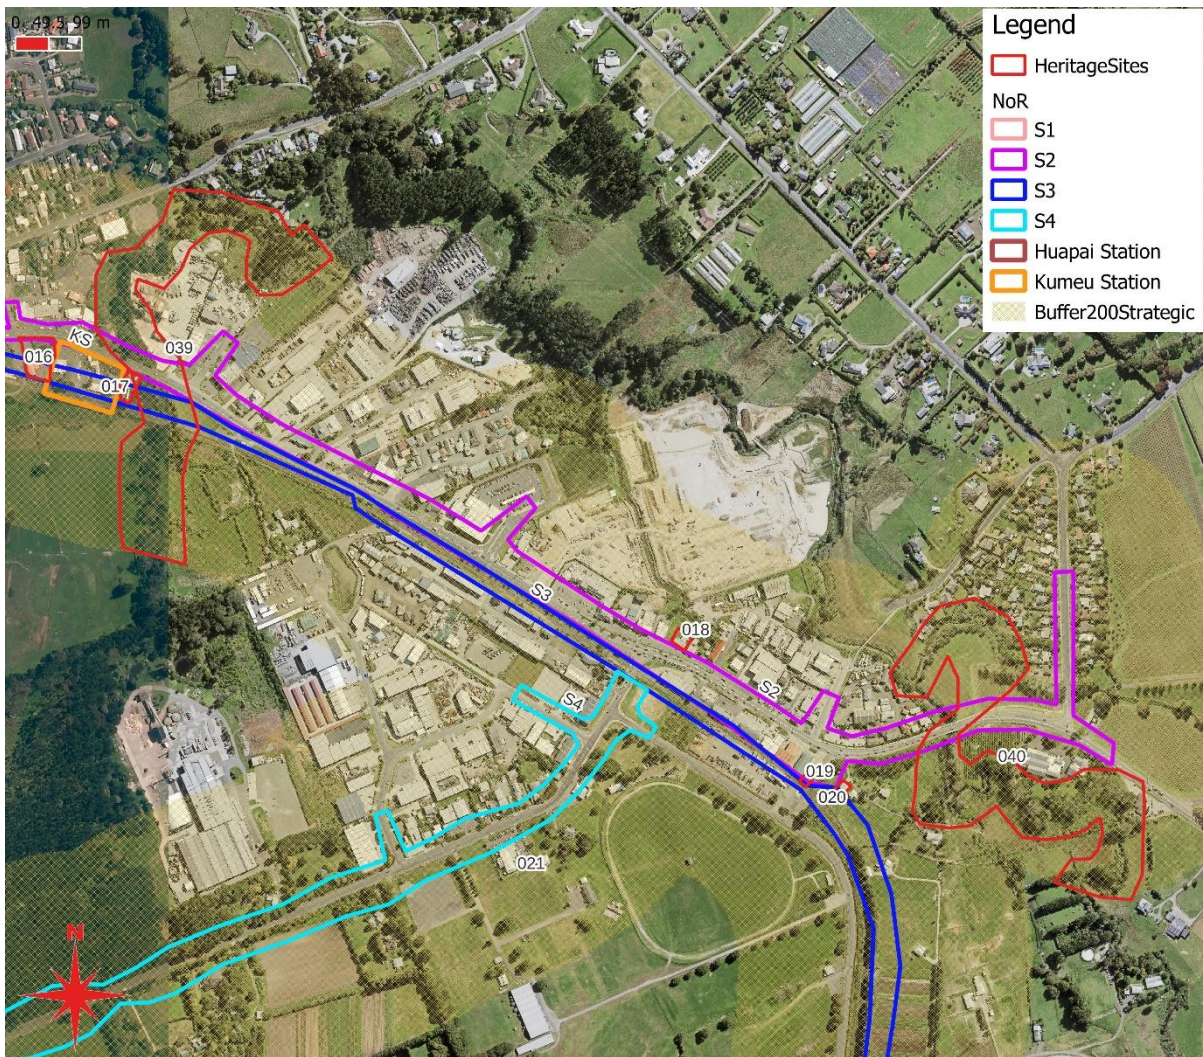 0 49.5 99 m
Legend
HeritageSites
NoR
S1
S2
S3
S4
Huapai Station
Kumeu Station
Buffer200Strategic
KS
039
016
017
S3
018
S2
S4
019
020
040
021
N